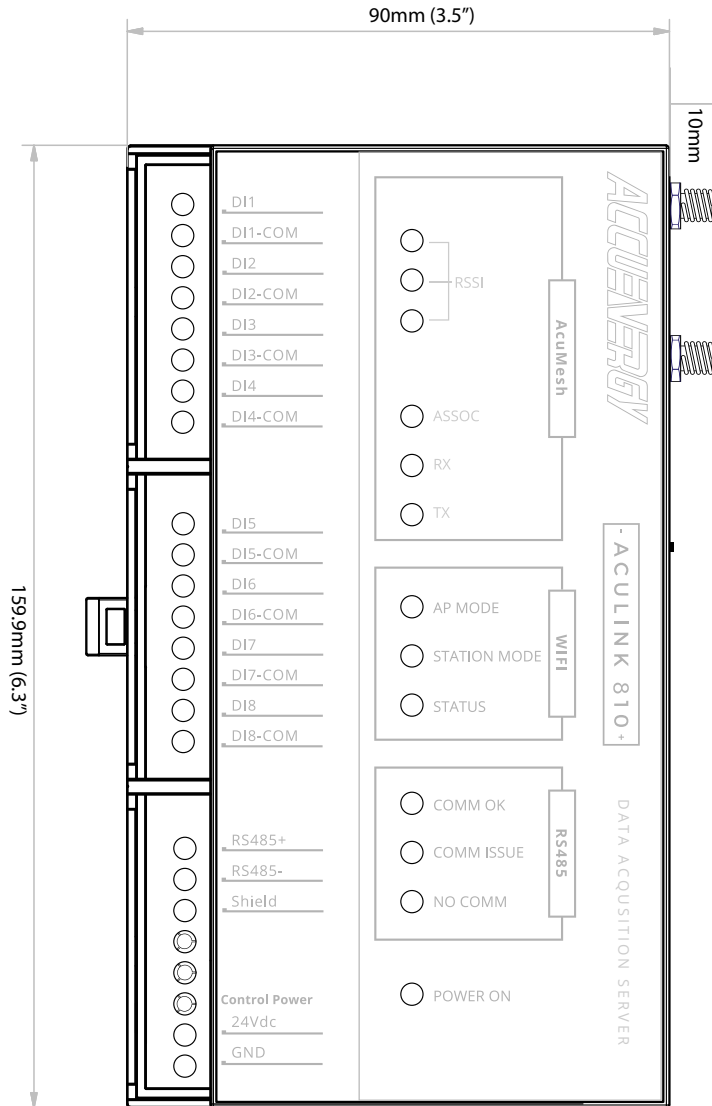 90mm (3.5”)
10mm
159.9mm (6.3”)
DI1
DI1-COM
DI2
DI2-COM
DI3
DI3-COM
DI4
DI4-COM
DI5
DI5-COM
DI6
DI6-COM
DI7
DI7-COM
DI8
DI8-COM
RS485+
RS485-
Shield
Control Power
24Vdc
GND
RSSI
ASSOC
RX
TX
AcuMesh
AP MODE
STATION MODE
STATUS
WIFI
COMM OK
COMM ISSUE
NO COMM
RS485
POWER ON
ACCUENERGY
- ACULINK 810 +
DATA ACQUSITION SERVER